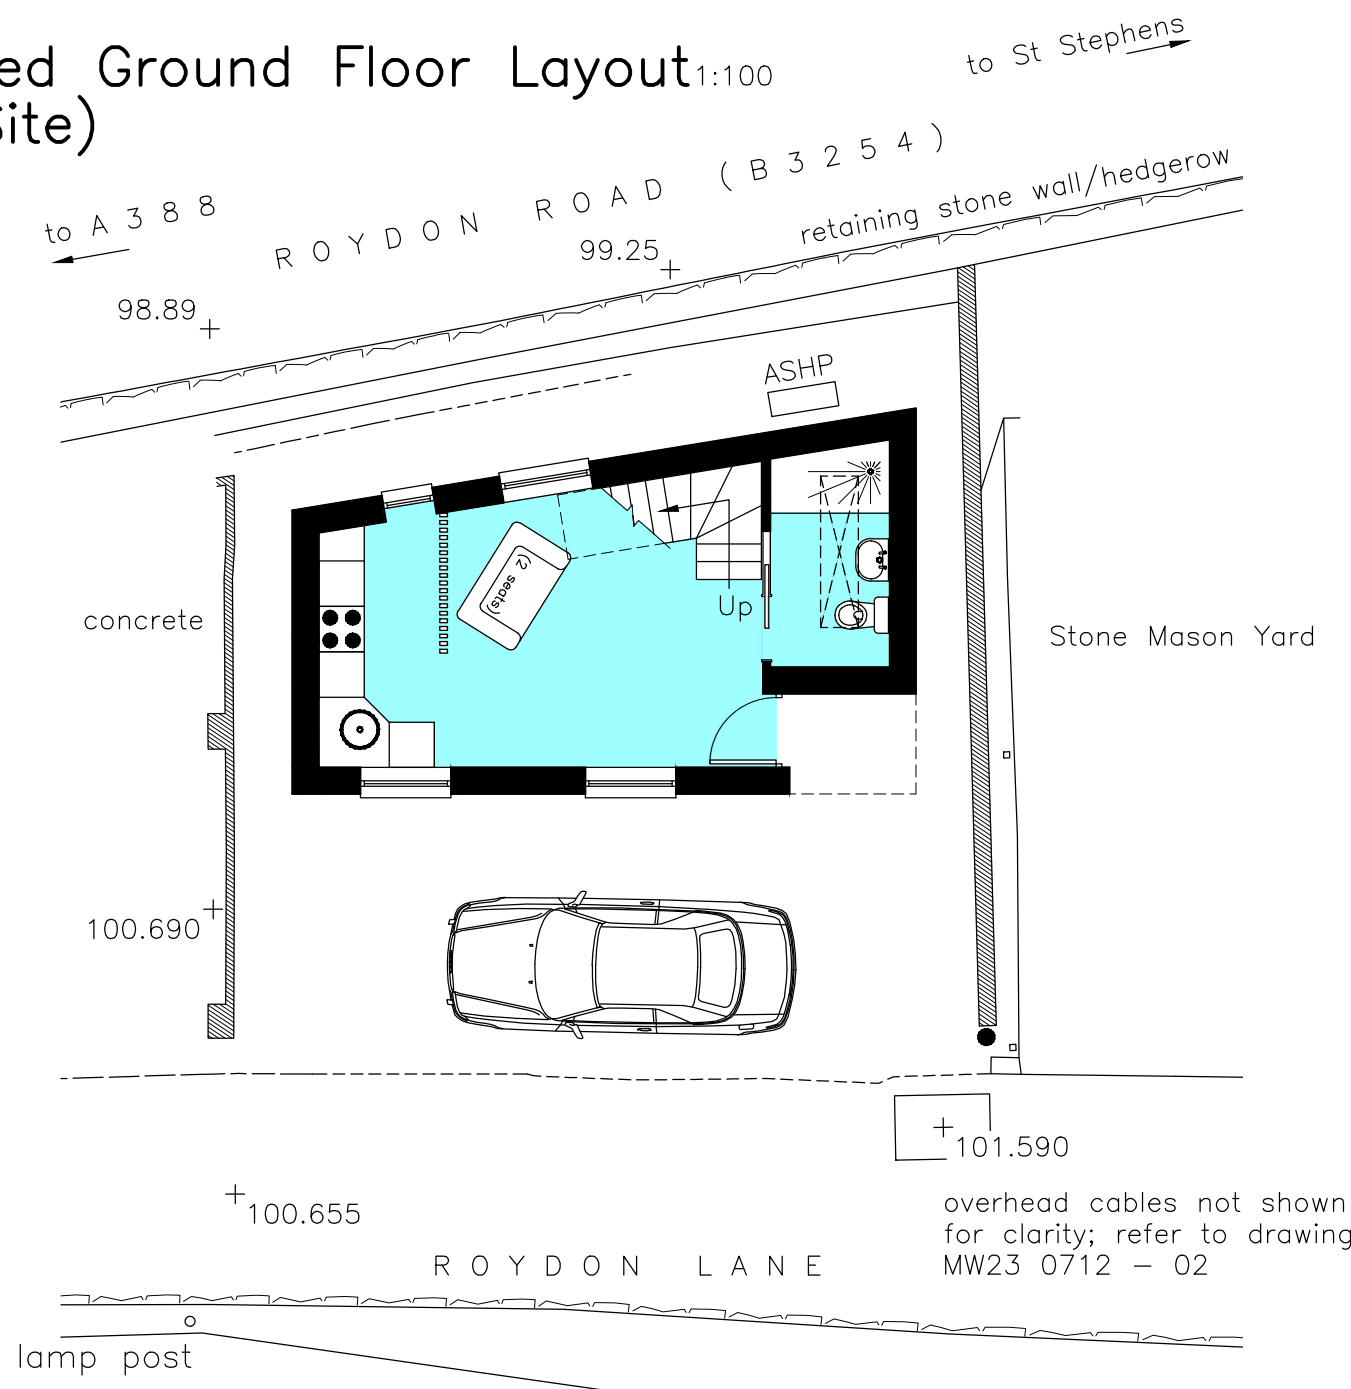 ed Ground Floor Layout 1:100
Site)
to St Stephens
ROYDON ROAD (B3254)
to A388
retaining stone wall/hedgerow
99.25
98.89
ASHP
(2 seats)
Up
concrete
Stone Mason Yard
100.690
101.590
100.655
overhead cables not shown
for clarity; refer to drawing
MW23 0712 – 02
ROYDON LANE
lamp post